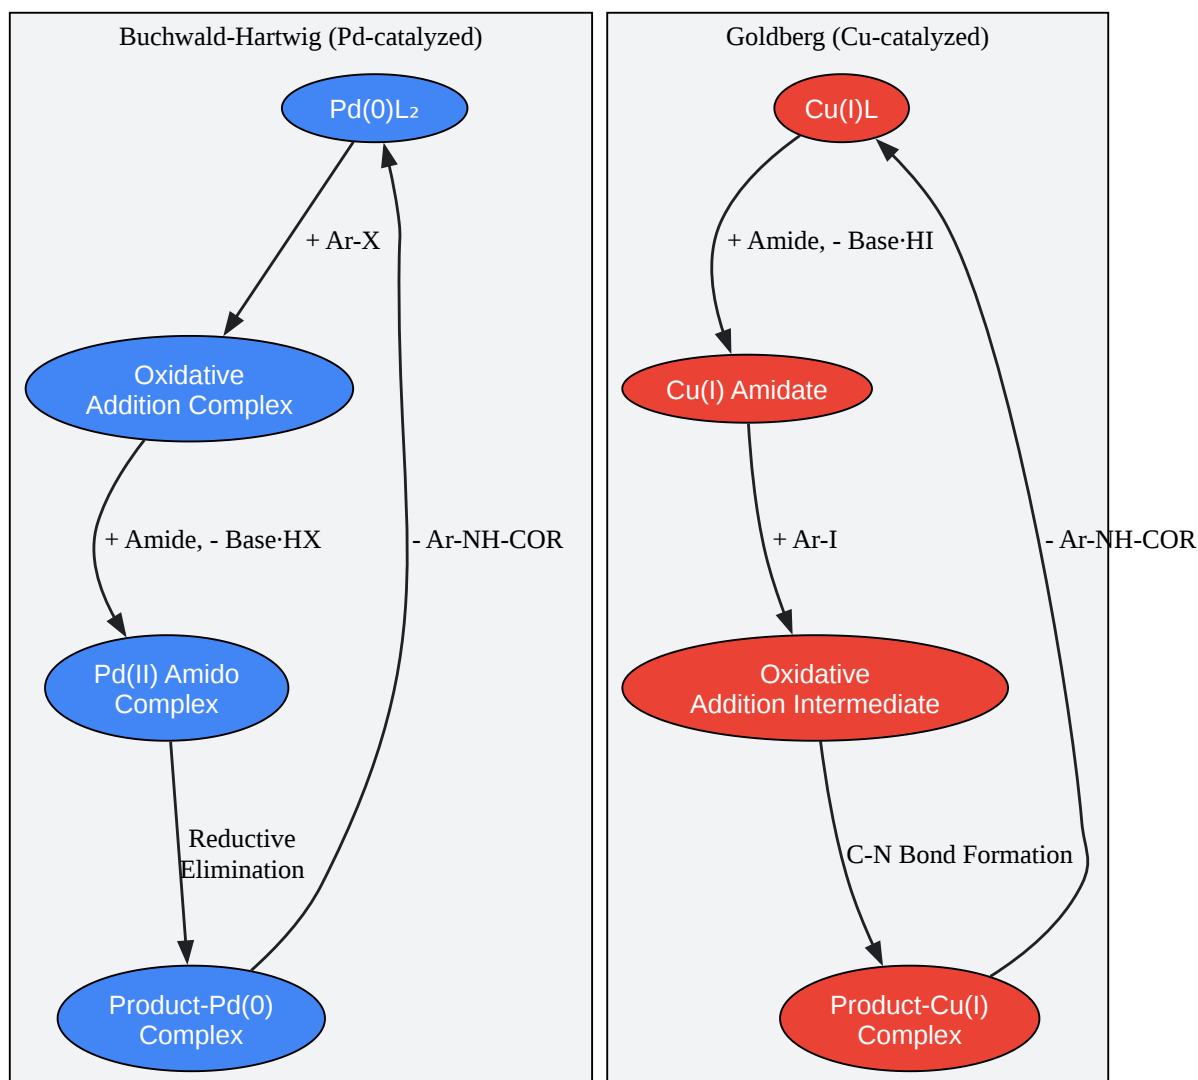 Buchwald-Hartwig (Pd-catalyzed)
Pd(0)L₂
+ Ar-X
Oxidative
Addition Complex
+ Amide, - Base·HX
- Ar-NH-COR
Pd(II) Amido
Complex
Reductive
Elimination
Product-Pd(0)
Complex
Goldberg (Cu-catalyzed)
Cu(I)L
+ Amide, - Base·HI
Cu(I) Amidate
+ Ar-I
- Ar-NH-COR
Oxidative
Addition Intermediate
C-N Bond Formation
Product-Cu(I)
Complex